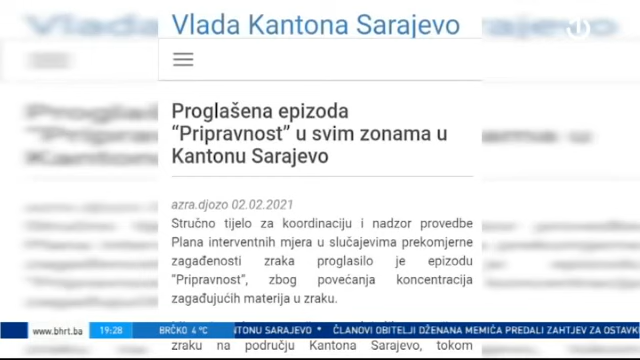 Vlada Kantona Sarajevo
Proglašena epizoda
“Pripravnost” u svim zonama u
Kantonu Sarajevo
azra.djozo 02.02.2021
Stručno tijelo za koordinaciju i nadzor provedbe
Plana interventnih mjera u slučajevima prekomjerne
zagađenosti zraka proglasilo je epizodu
“Pripravnost”, zbog povećanja koncentracija
zagađujućih materija u zraku.
www.bhrt.ba 19:28 BRČKO 4 °C NTONU SARAJEVO * ČLANOVI OBITELJI DŽENANA MEMIĆA PREDALI ZAHTJEV ZA OSTAVK
zraku na području Kantona Sarajevo, tokom